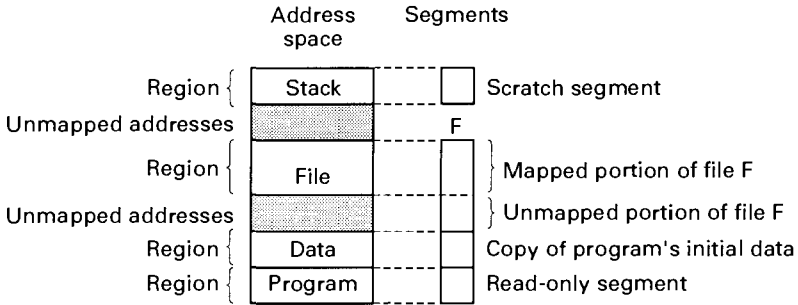 Address space
Segments
Region
Stack
Scratch segment
Unmapped addresses
F
Region
File
Mapped portion of file F
Unmapped addresses
Unmapped portion of file F
Region
Data
Copy of program's initial data
Region
Program
Read-only segment